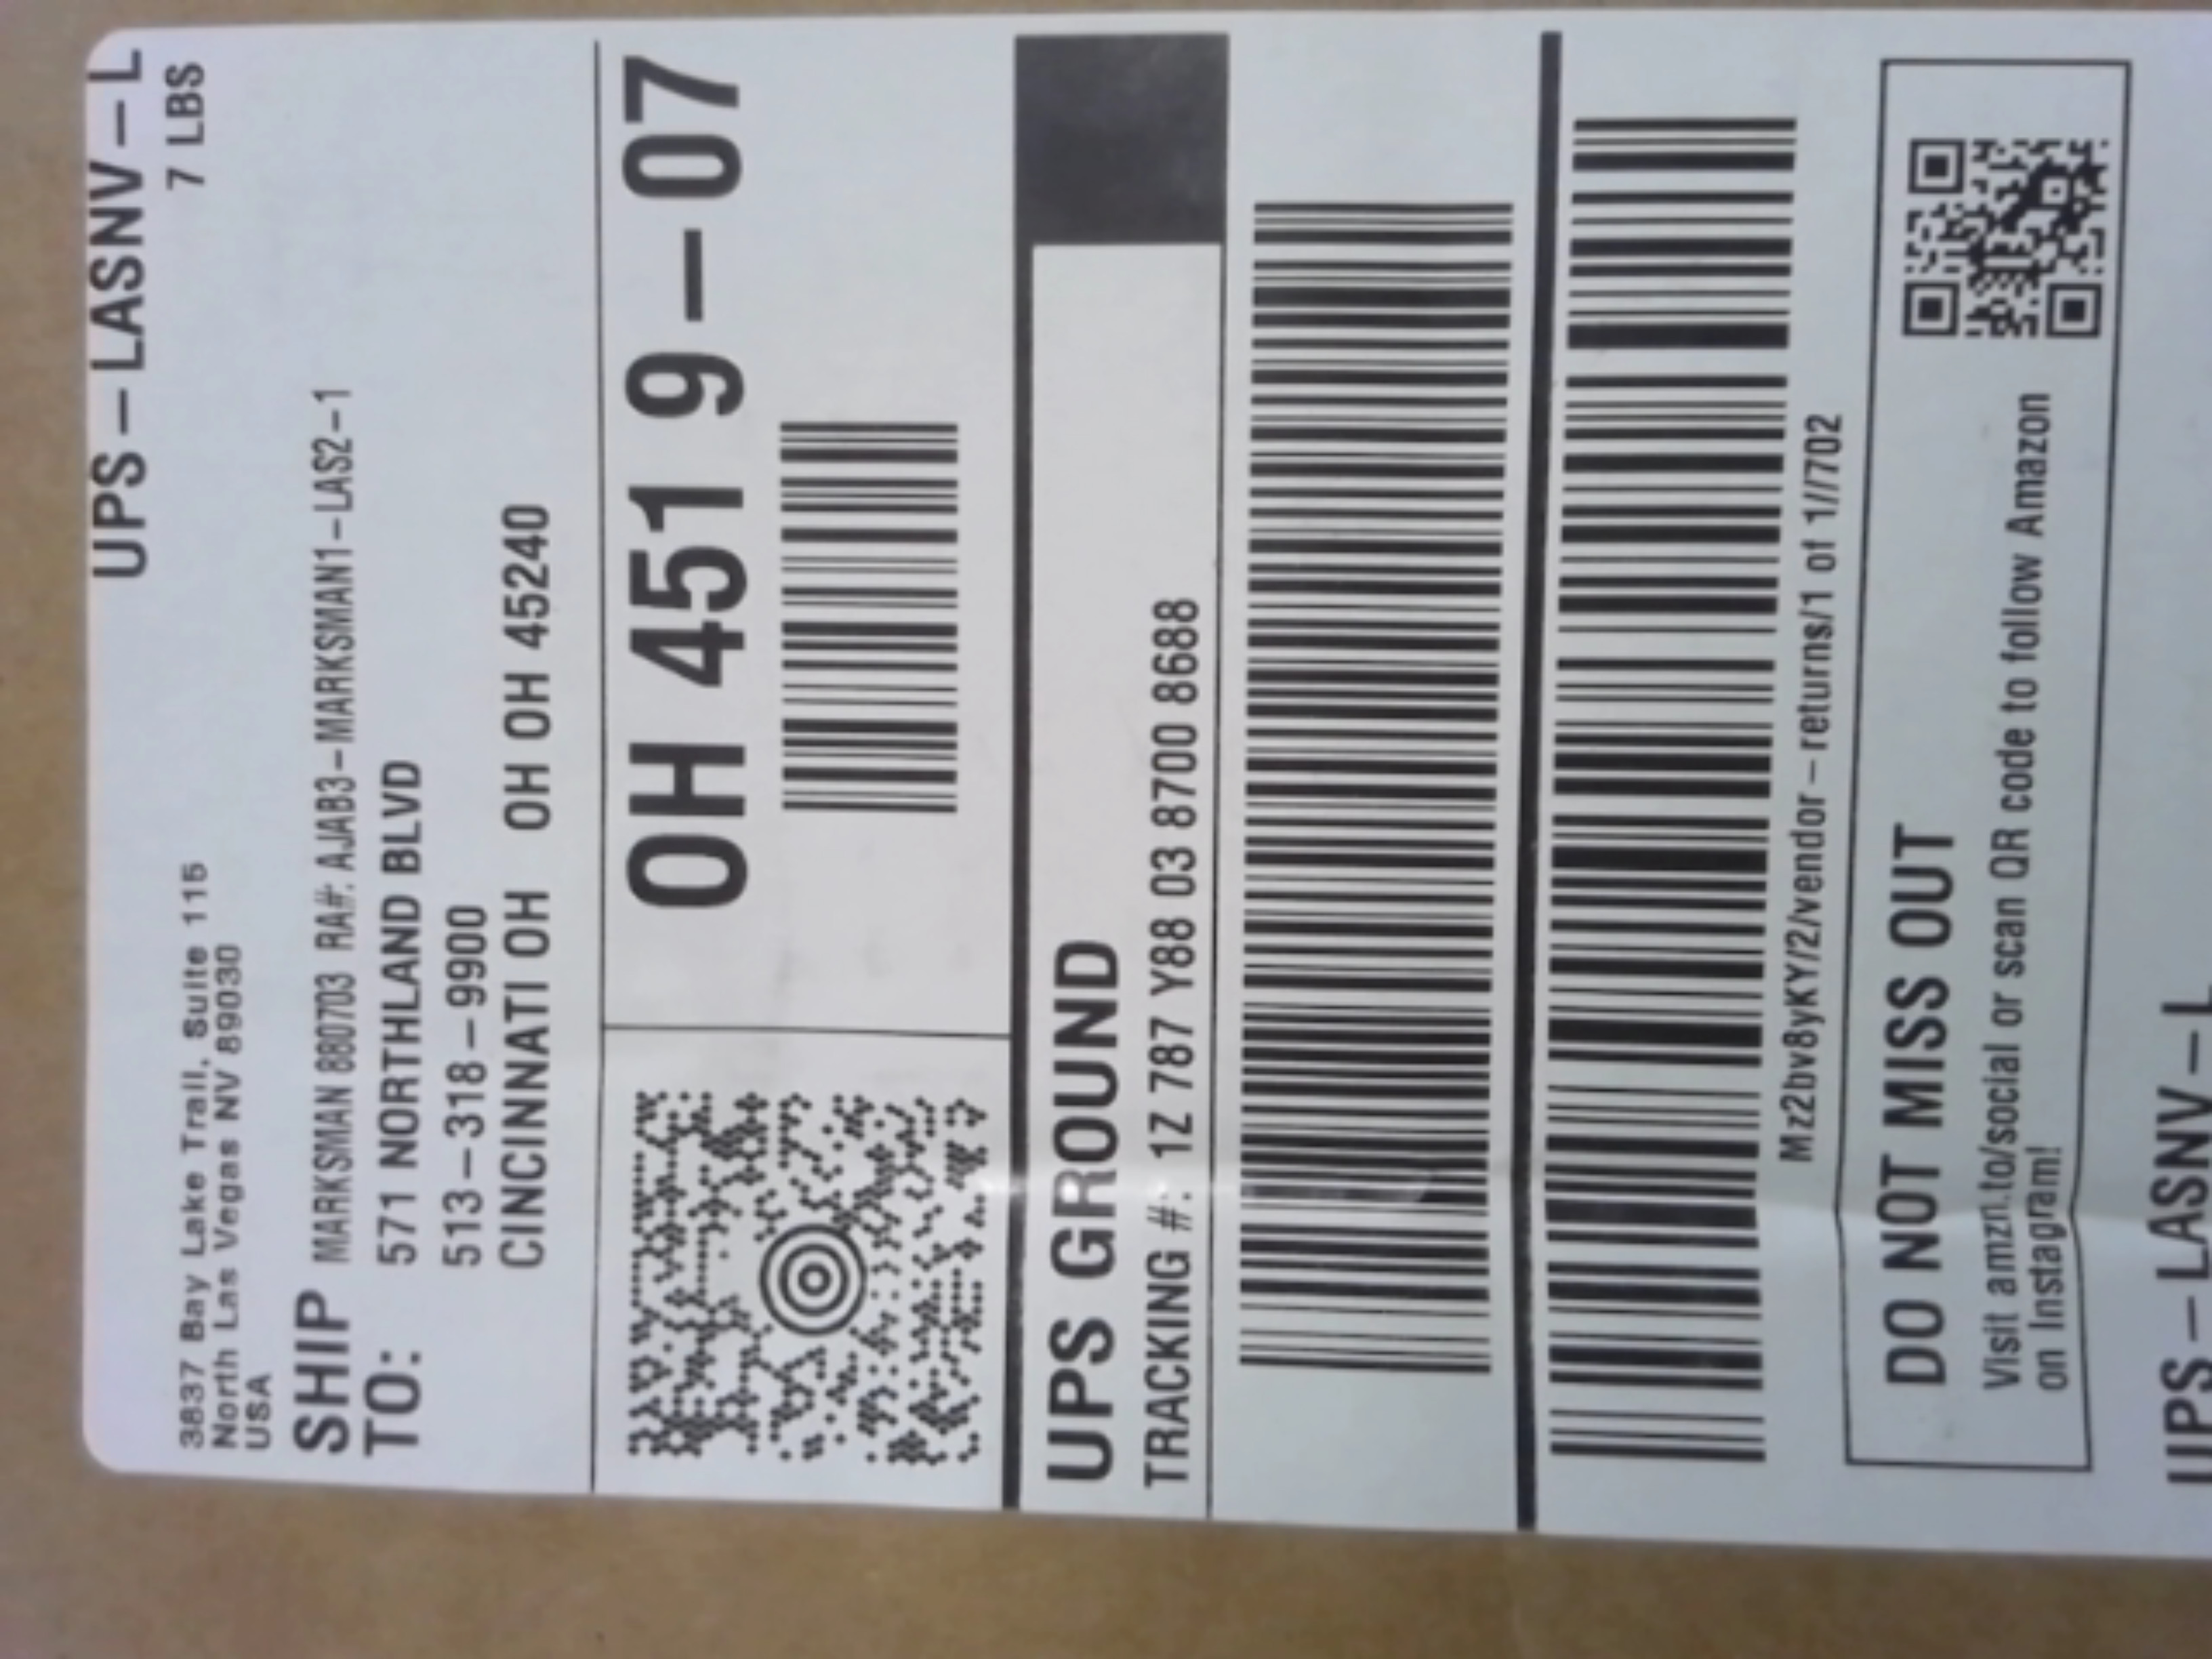 UPS-LASNV-L
7 LBS
3837 Bay Lake Trail, Suite 115
North Las Vegas NV 89030
USA
SHIP
TO:
MARKSMAN 880703 RA#: AJAB3-MARKSMAN1-LAS2-1
571 NORTHLAND BLVD
513-318-9900
CINCINNATI OH OH OH 45240
OH 451 9-07
UPS GROUND
TRACKING #: 1Z 787 Y88 03 8700 8688
Mz2bv8yKY/2/vendor-returns/1 of 1//702
DO NOT MISS OUT
Visit amzn.to/social or scan QR code to follow Amazon
on Instagram!
UPS-LASNV-L